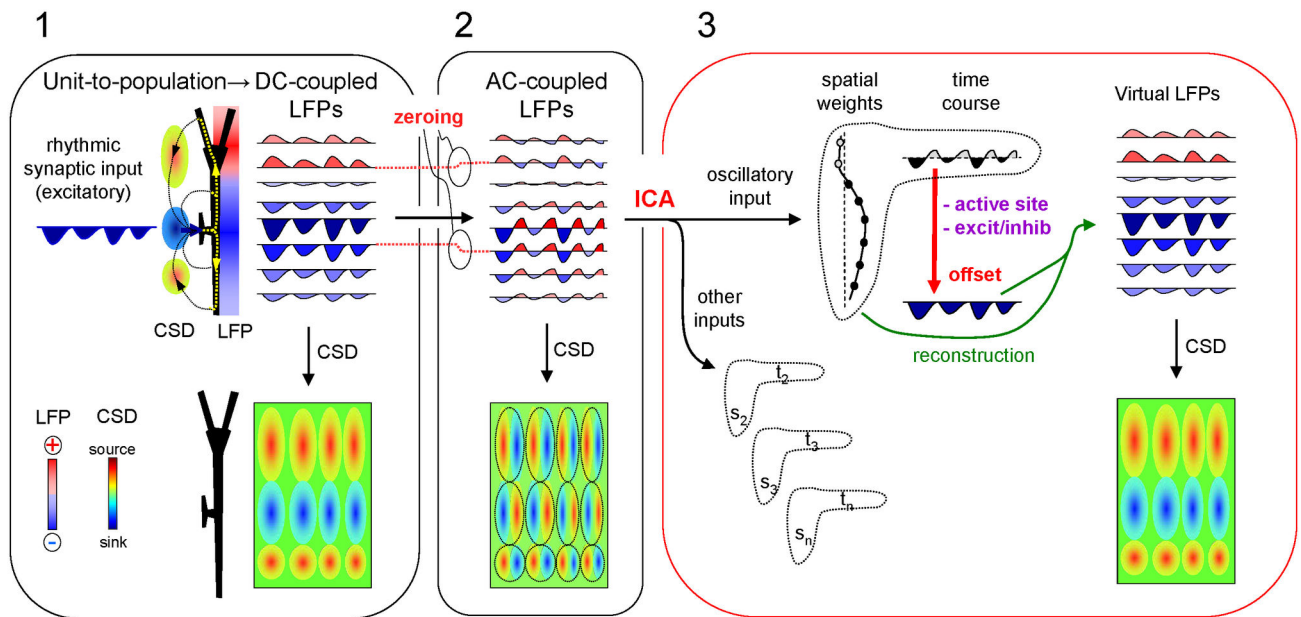 1
Unit-to-population→ DC-coupled
LFPs
rhythmic
synaptic input
(excitatory)
CSD
LFP
CSD
LFP
CSD
+
source
-
sink
2
AC-coupled
LFPs
zeroing
CSD
3
ICA
oscillatory
input
other
inputs
spatial
weights
time
course
- active site
- excit/inhib
offset
reconstruction
Virtual LFPs
CSD
t2
s2
t3
s3
tn
sn